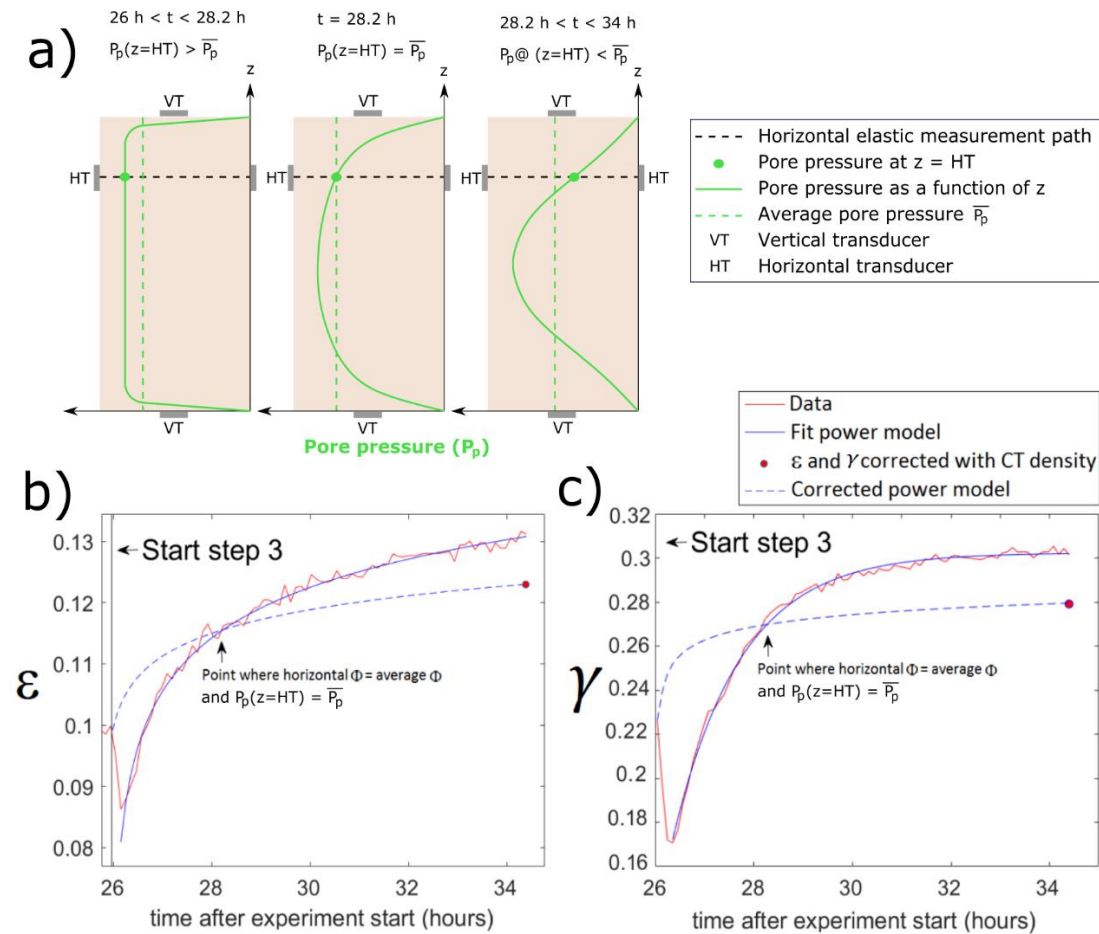 a)
26 h < t < 28.2 h
Pp(z=HT) > P̅p̅
t = 28.2 h
Pp(z=HT) = P̅p̅
28.2 h < t < 34 h
Pp@ (z=HT) < P̅p̅
z
z
z
VT
VT
VT
HT
HT
HT
HT
VT
VT
VT
Pore pressure (Pp)
Horizontal elastic measurement path
Pore pressure at z = HT
Pore pressure as a function of z
Average pore pressure P̅p̅
VT Vertical transducer
HT Horizontal transducer
Data
Fit power model
ε and γ corrected with CT density
Corrected power model
b)
Start step 3
Point where horizontal Φ = average Φ
and Pp(z=HT) = P̅p̅
ε
0.13
0.12
0.11
0.1
0.09
0.08
26 28 30 32 34
time after experiment start (hours)
c)
Start step 3
Point where horizontal Φ = average Φ
and Pp(z=HT) = P̅p̅
γ
0.32
0.3
0.28
0.26
0.24
0.22
0.2
0.18
0.16
26 27 28 29 30 31 32 33 34
time after experiment start (hours)